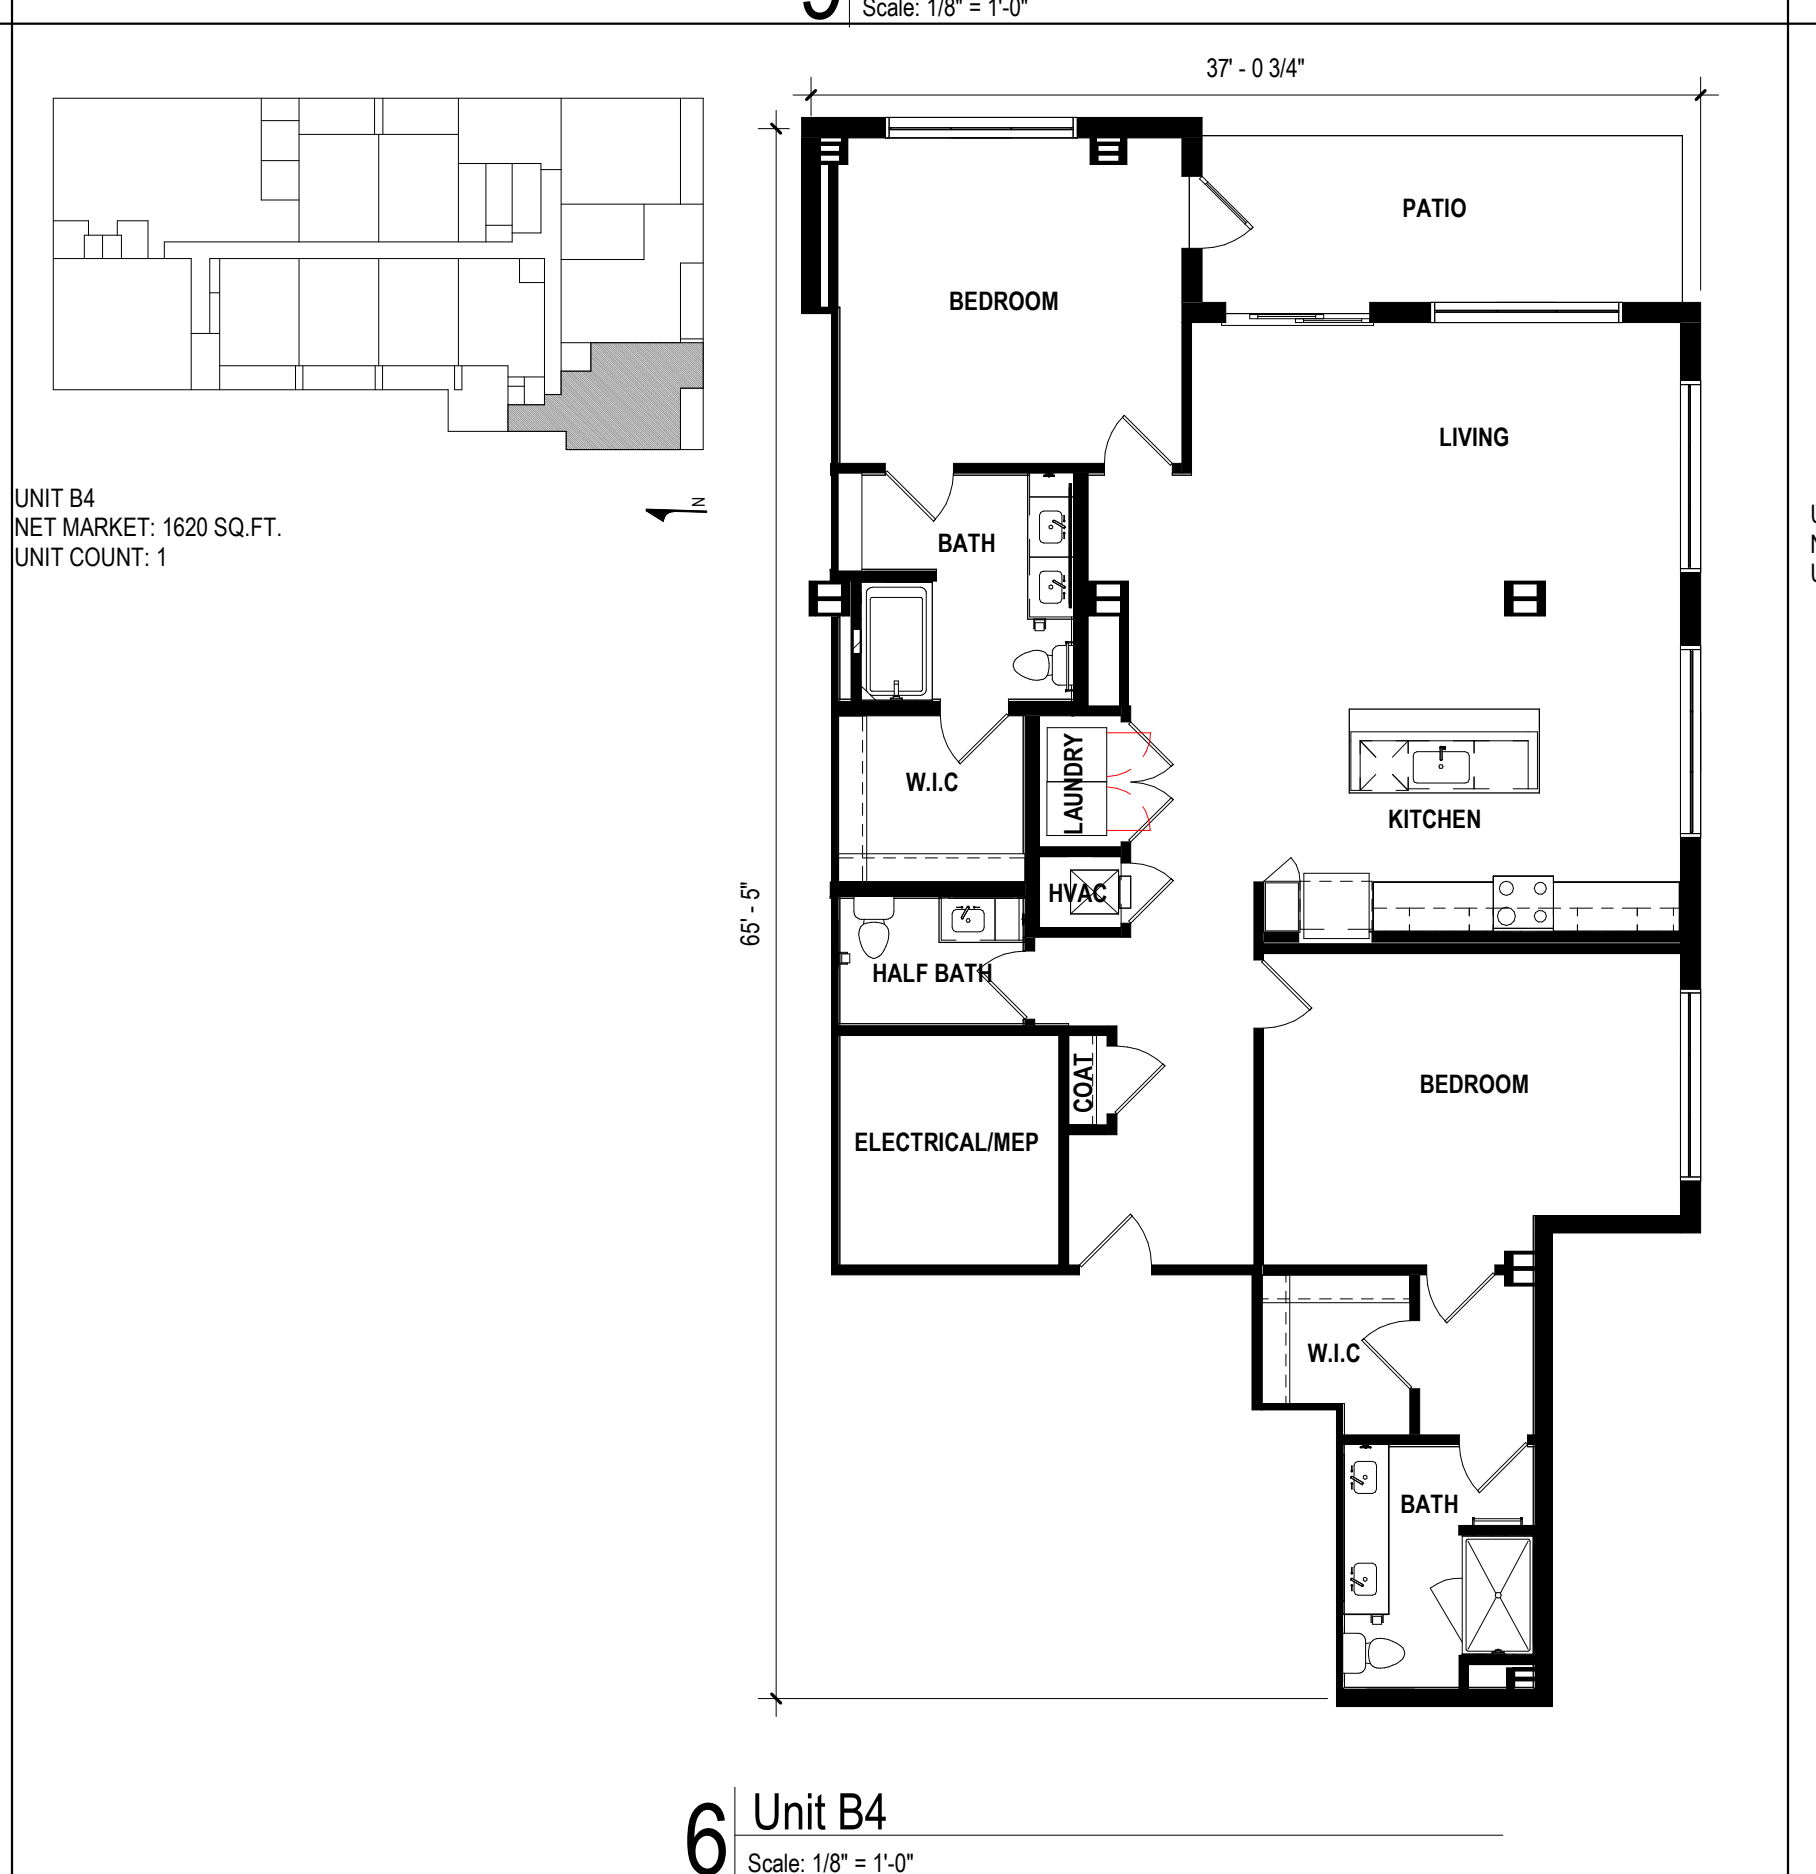 Scale: 1/8" = 1'-0"
37' - 0 3/4"
PATIO
BEDROOM
LIVING
UNIT B4
NET MARKET: 1620 SQ.FT.
UNIT COUNT: 1
N
BATH
LAUNDRY
W.I.C
KITCHEN
HVAC
65' - 5"
HALF BATH
COAT
BEDROOM
ELECTRICAL/MEP
W.I.C
BATH
6
Unit B4
Scale: 1/8" = 1'-0"